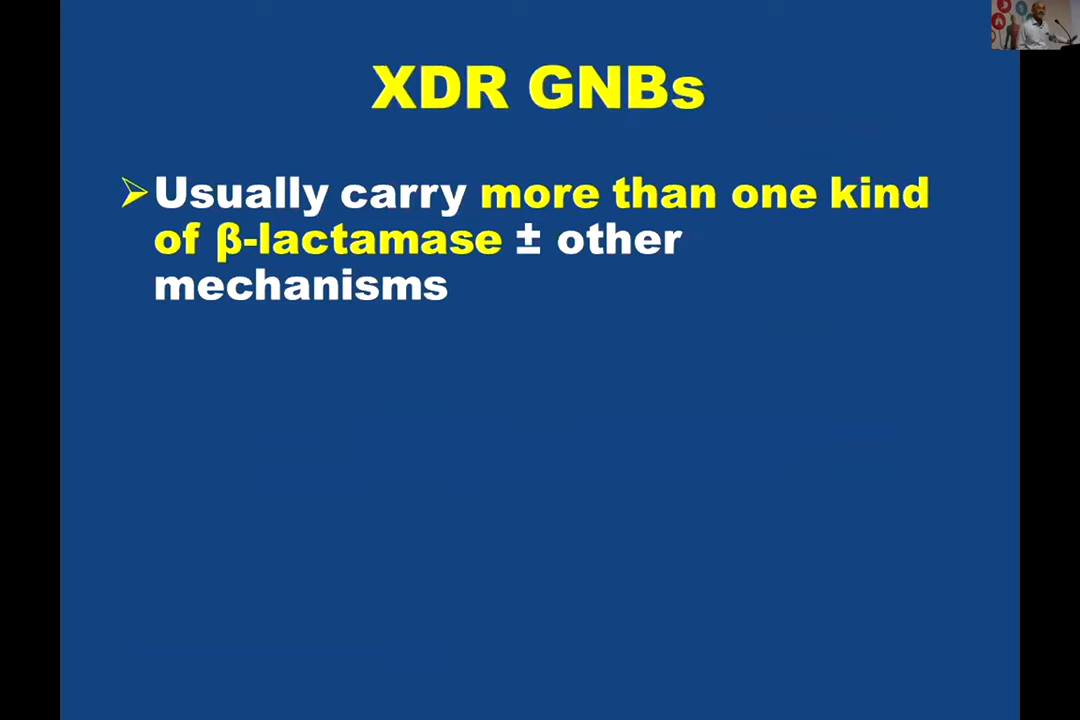 XDR GNBs
➢Usually carry more than one kind
of β-lactamase ± other
mechanisms